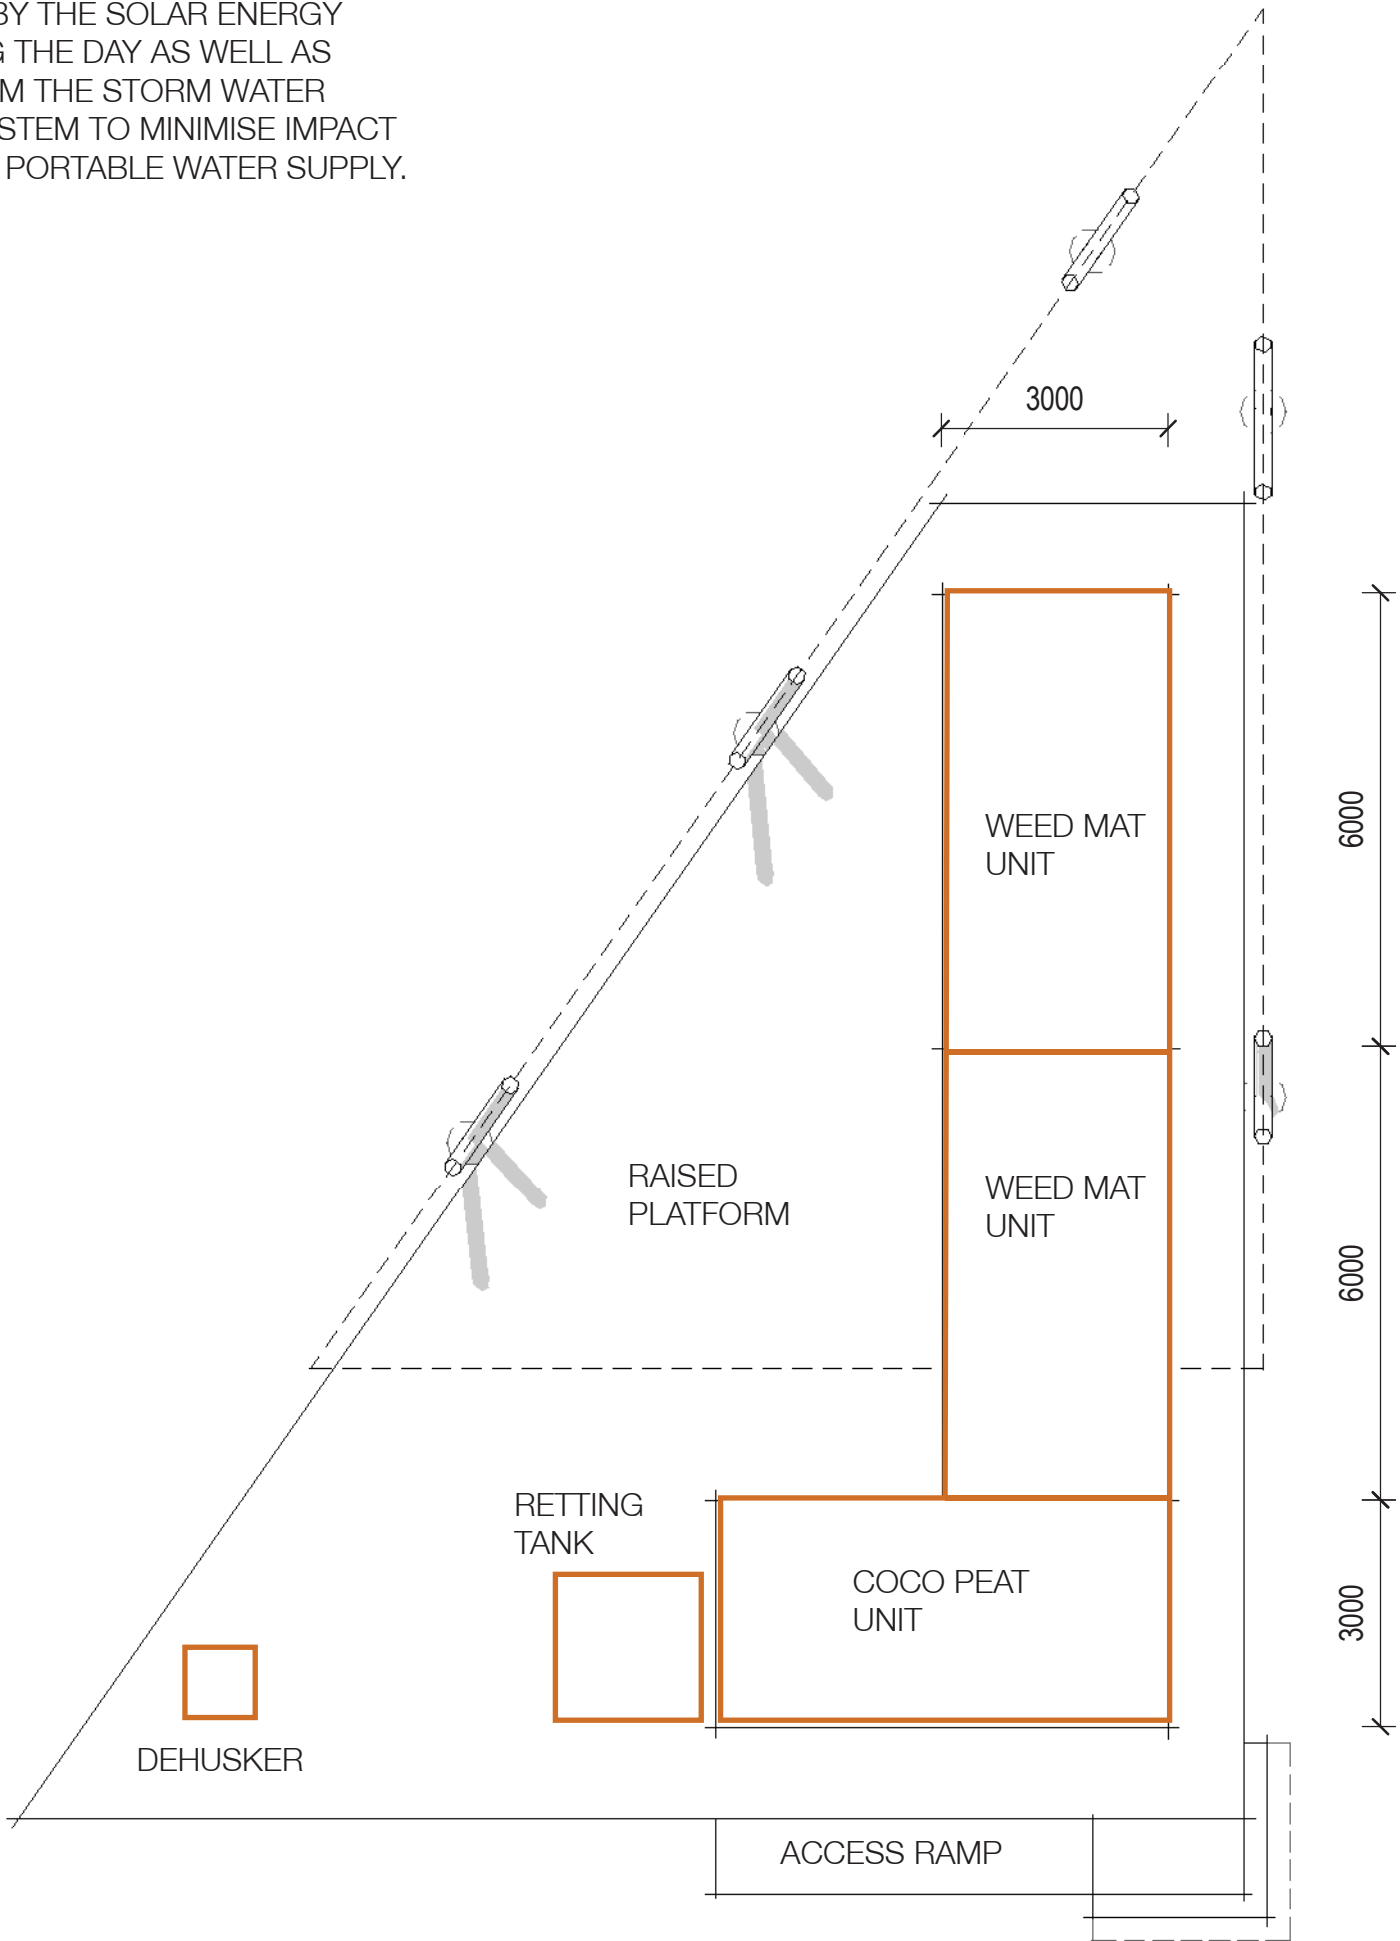 BY THE SOLAR ENERGY
G THE DAY AS WELL AS
M THE STORM WATER
STEM TO MINIMISE IMPACT
PORTABLE WATER SUPPLY.
3000
WEED MAT
UNIT
6000
RAISED
PLATFORM
WEED MAT
UNIT
6000
RETTING
TANK
COCO PEAT
UNIT
3000
DEHUSKER
ACCESS RAMP